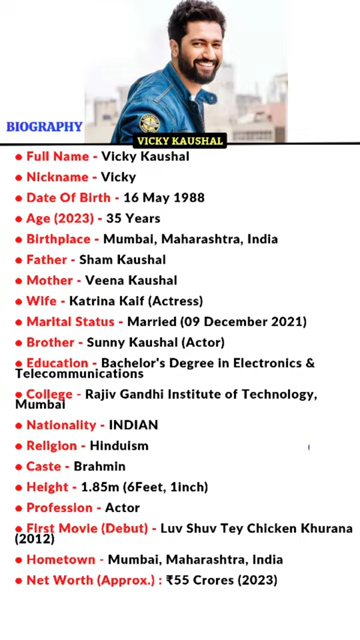 BIOGRAPHY
VICKY KAUSHAL
● Full Name - Vicky Kaushal
● Nickname - Vicky
● Date Of Birth - 16 May 1988
● Age (2023) - 35 Years
● Birthplace - Mumbai, Maharashtra, India
● Father - Sham Kaushal
● Mother - Veena Kaushal
● Wife - Katrina Kaif (Actress)
● Marital Status - Married (09 December 2021)
● Brother - Sunny Kaushal (Actor)
● Education - Bachelor's Degree in Electronics &
Telecommunications
● College - Rajiv Gandhi Institute of Technology,
Mumbai
● Nationality - INDIAN
● Religion - Hinduism
● Caste - Brahmin
● Height - 1.85m (6Feet, 1inch)
● Profession - Actor
● First Movie (Debut) - Luv Shuv Tey Chicken Khurana
(2012)
● Hometown - Mumbai, Maharashtra, India
● Net Worth (Approx.) : ₹55 Crores (2023)